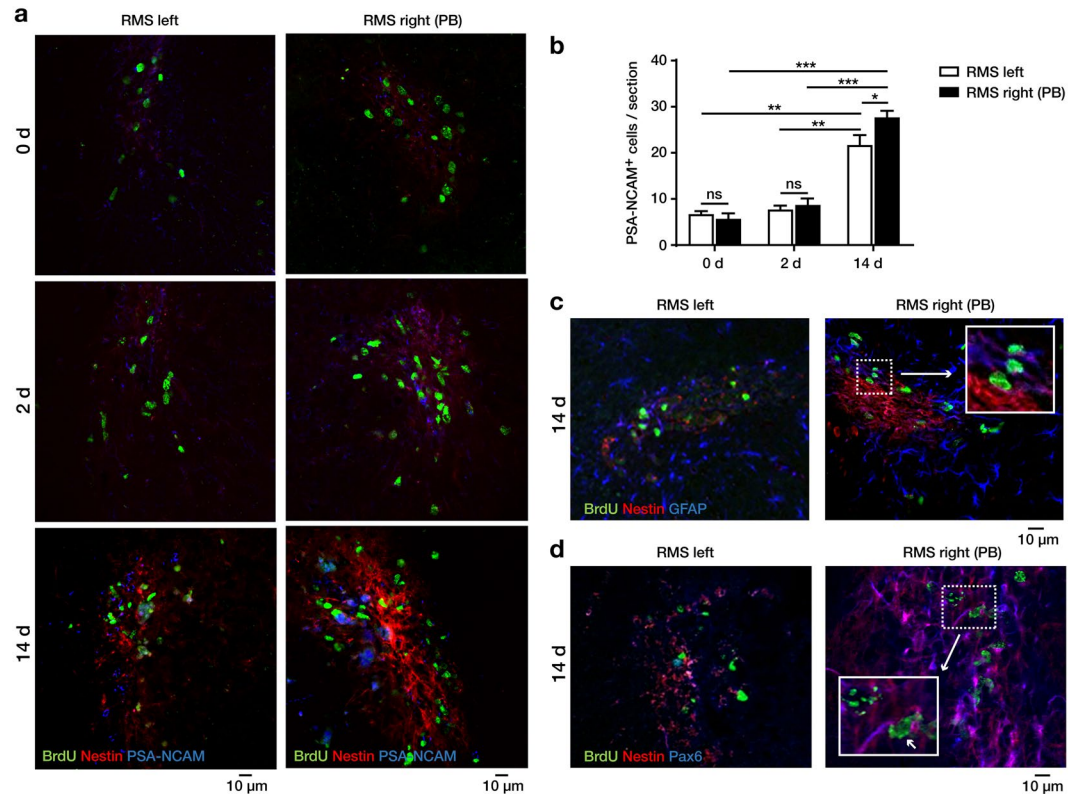 a
RMS left
RMS right (PB)
0 d
2 d
14 d
BrdU Nestin PSA-NCAM
BrdU Nestin PSA-NCAM
10 µm
10 µm
b
PSA-NCAM⁺ cells / section
40
30
20
10
0
ns
ns
**
**
***
***
*
0 d
2 d
14 d
RMS left
RMS right (PB)
c
RMS left
RMS right (PB)
14 d
BrdU Nestin GFAP
10 µm
d
RMS left
RMS right (PB)
14 d
BrdU Nestin Pax6
10 µm